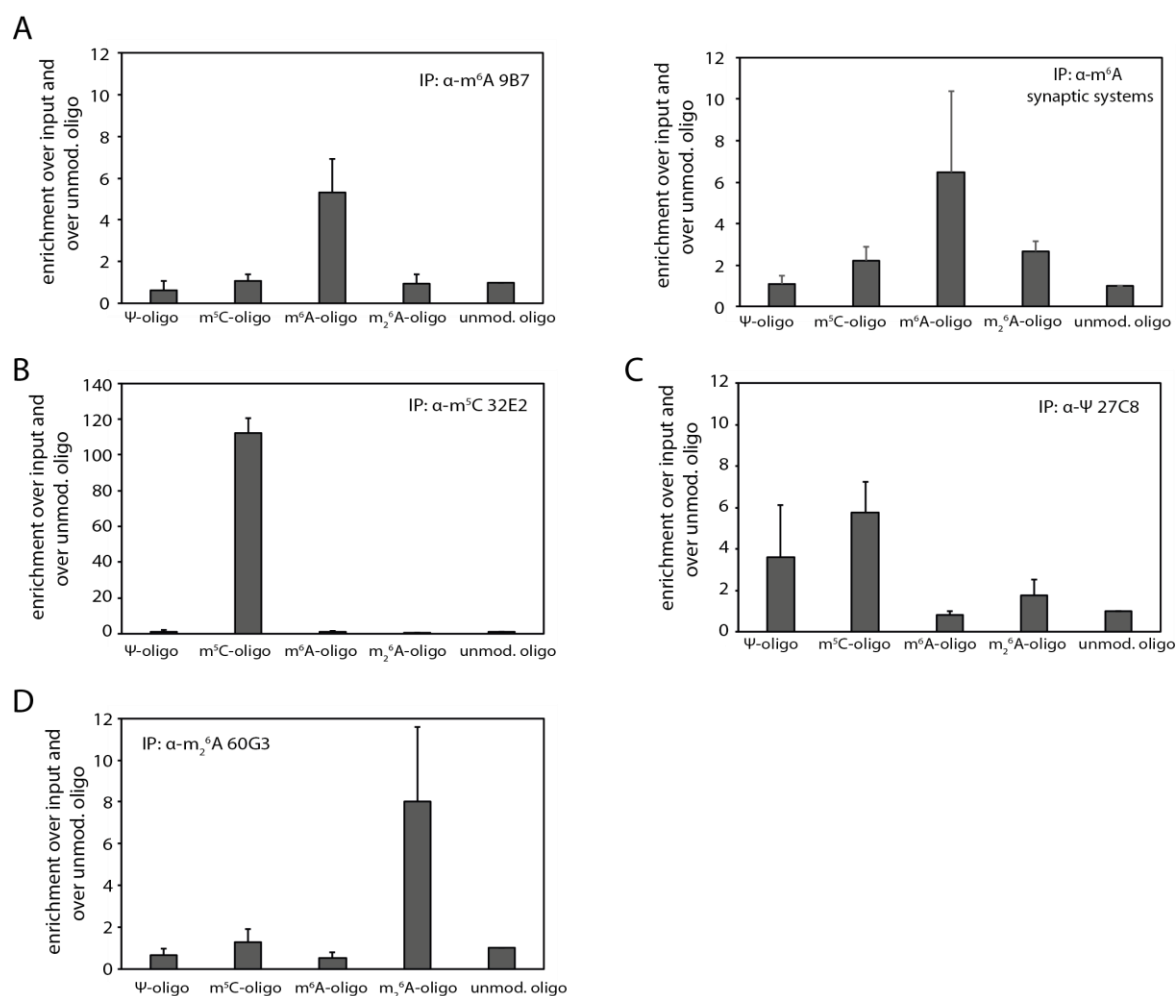 A
enrichment over input and
over unmod. oligo
12
10
8
6
4
2
0
IP: α-m⁶A 9B7
Ψ-oligo m⁵C-oligo m⁶A-oligo m₂⁶A-oligo unmod. oligo
enrichment over input and
over unmod. oligo
12
10
8
6
4
2
0
IP: α-m⁶A
synaptic systems
Ψ-oligo m⁵C-oligo m⁶A-oligo m₂⁶A-oligo unmod. oligo
B
enrichment over input and
over unmod. oligo
140
120
100
80
60
40
20
0
IP: α-m⁵C 32E2
Ψ-oligo m⁵C-oligo m⁶A-oligo m₂⁶A-oligo unmod. oligo
C
enrichment over input and
over unmod. oligo
12
10
8
6
4
2
0
IP: α-Ψ 27C8
Ψ-oligo m⁵C-oligo m⁶A-oligo m₂⁶A-oligo unmod. oligo
D
enrichment over input and
over unmod. oligo
12
10
8
6
4
2
0
IP: α-m₂⁶A 60G3
Ψ-oligo m⁵C-oligo m⁶A-oligo m₂⁶A-oligo unmod. oligo